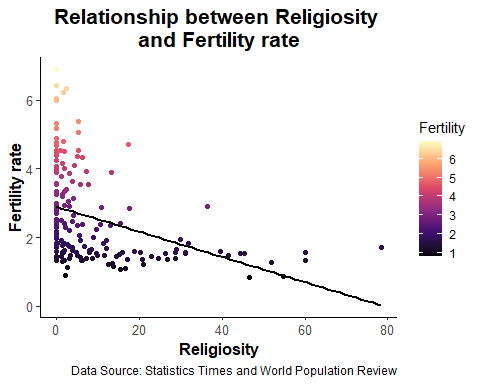 Relationship between Religiosity
and Fertility rate
Fertility rate
6
4
2
0
0
20
40
60
80
Religiosity
Fertility
6
5
4
3
2
1
Data Source: Statistics Times and World Population Review